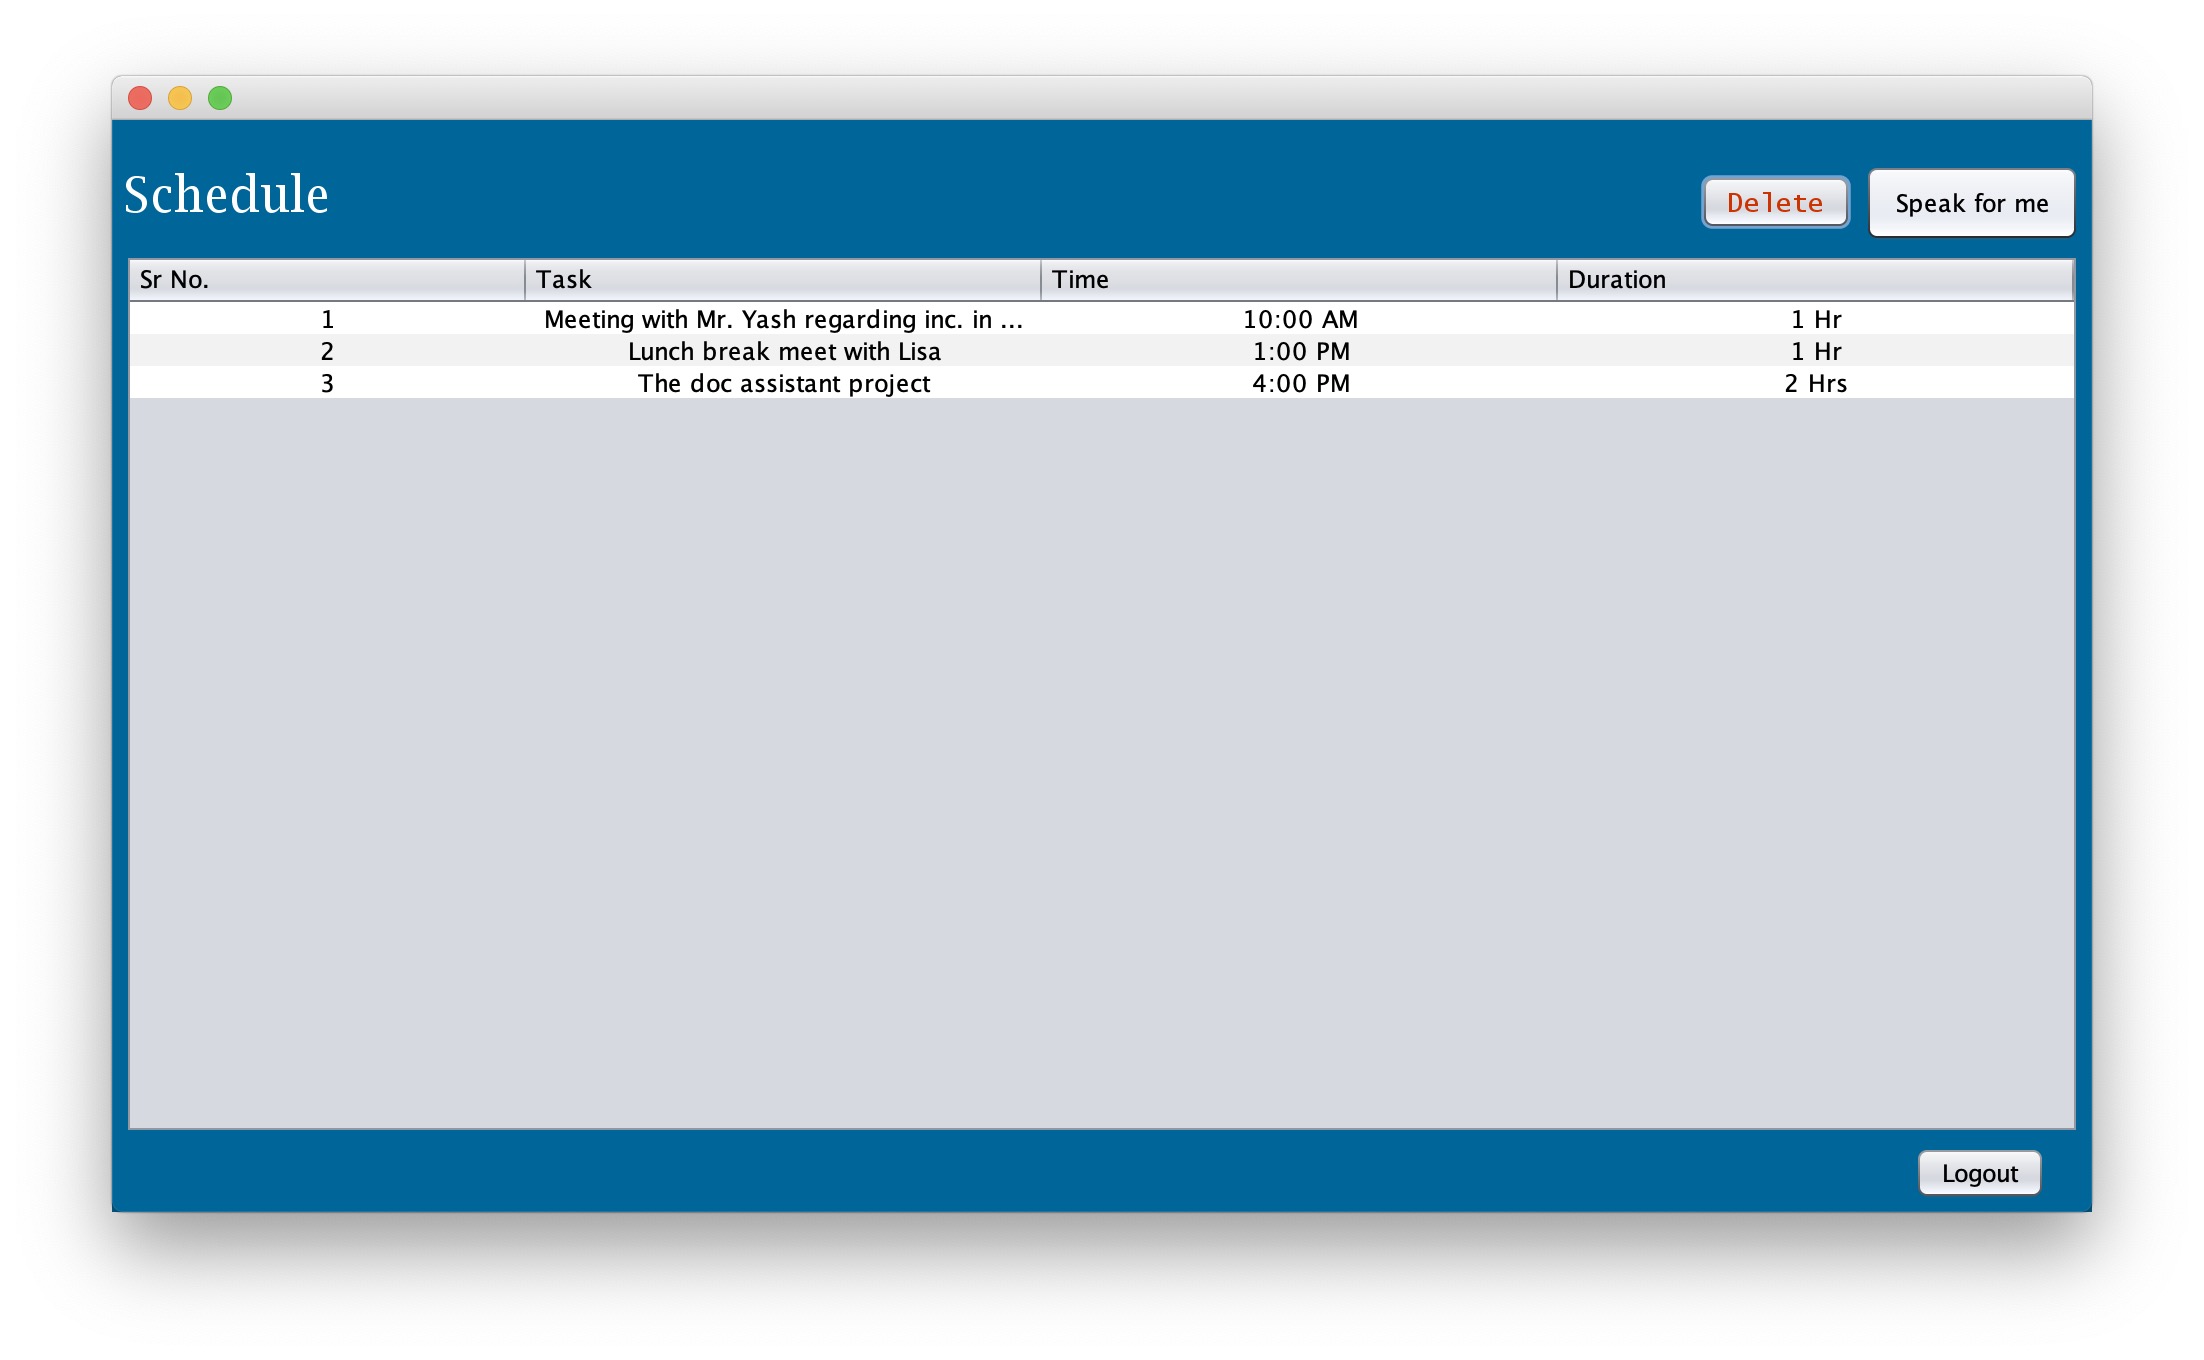 Schedule
Delete
Speak for me
Sr No. Task Time Duration
1 Meeting with Mr. Yash regarding inc. in ... 10:00 AM 1 Hr
2 Lunch break meet with Lisa 1:00 PM 1 Hr
3 The doc assistant project 4:00 PM 2 Hrs
Logout